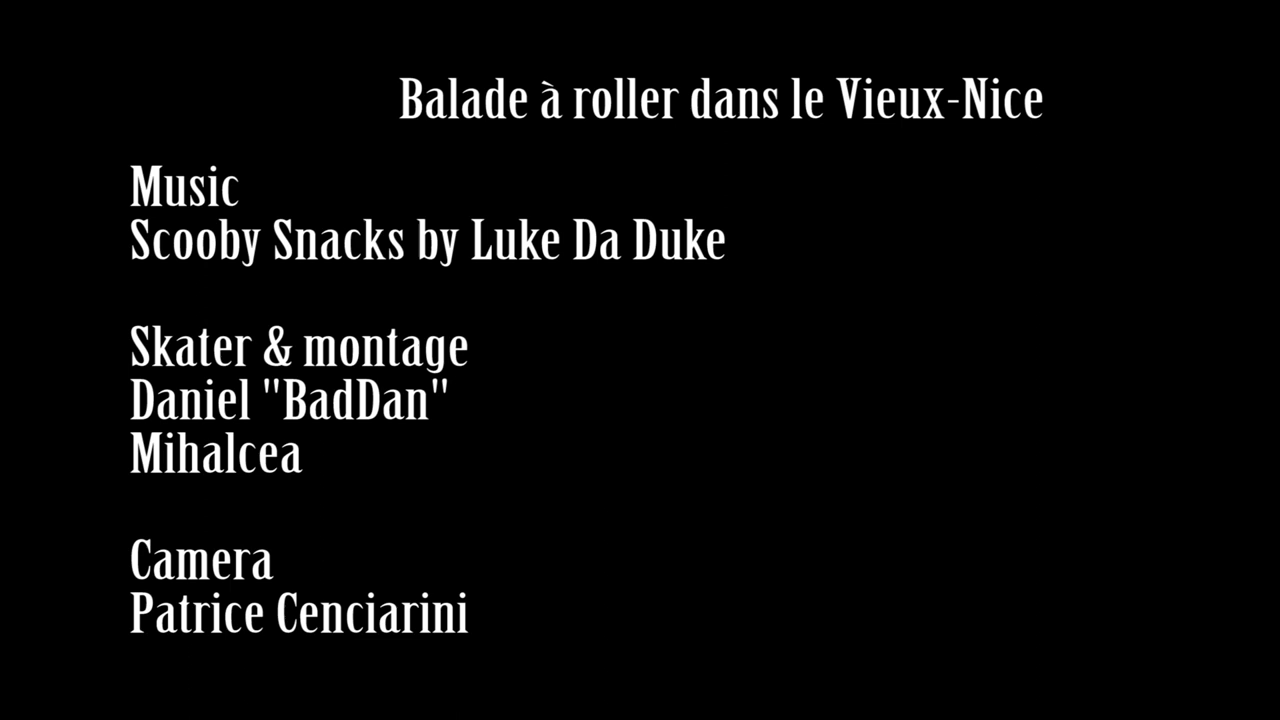 Balade à roller dans le Vieux-Nice
Music
Scooby Snacks by Luke Da Duke
Skater & montage
Daniel "BadDan"
Mihalcea
Camera
Patrice Cenciarini